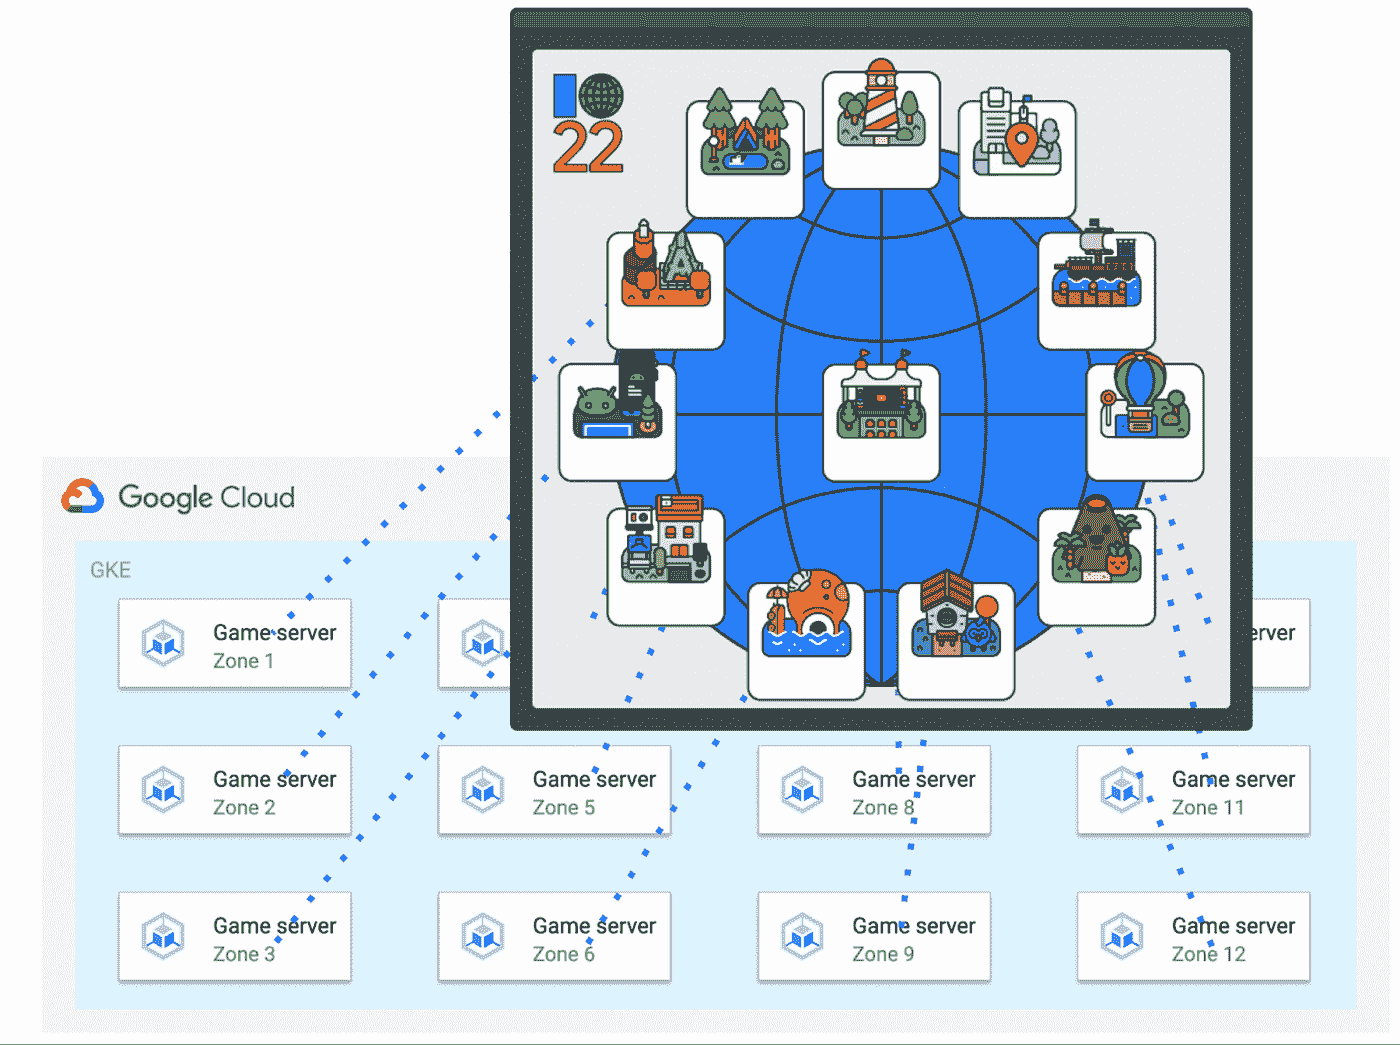 IO
22
Google Cloud
GKE
Game server
Zone 1
erver
Game server
Zone 2
Game server
Zone 5
Game server
Zone 8
Game server
Zone 11
Game server
Zone 3
Game server
Zone 6
Game server
Zone 9
Game server
Zone 12